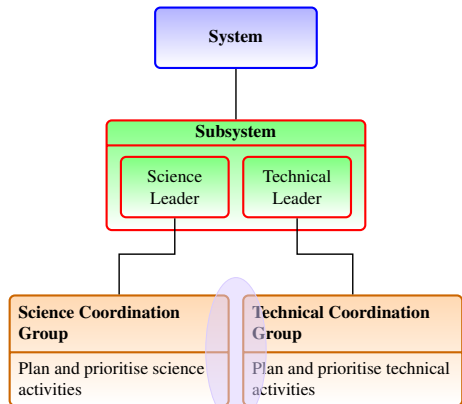 System
Subsystem
Science
Leader
Technical
Leader
Science Coordination
Group
Technical Coordination
Group
Plan and prioritise science
activities
Plan and prioritise technical
activities